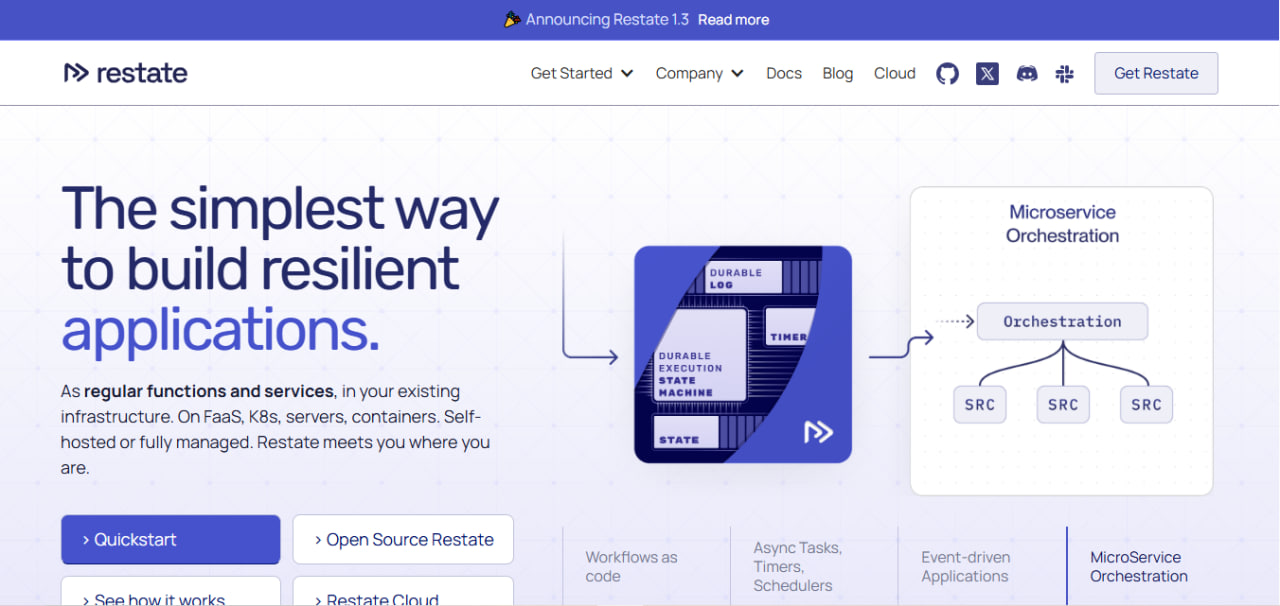 🎉 Announcing Restate 1.3 Read more
restate
Get Started Company Docs Blog Cloud Get Restate
The simplest way
to build resilient
applications.
As regular functions and services, in your existing
infrastructure. On FaaS, K8s, servers, containers. Self-
hosted or fully managed. Restate meets you where you
are.
› Quickstart
› Open Source Restate
› See how it works
› Restate Cloud
DURABLE
LOG
TIMER
DURABLE
EXECUTION
STATE
MACHINE
STATE
Microservice
Orchestration
Orchestration
SRC SRC SRC
Workflows as
code
Async Tasks,
Timers,
Schedulers
Event-driven
Applications
MicroService
Orchestration